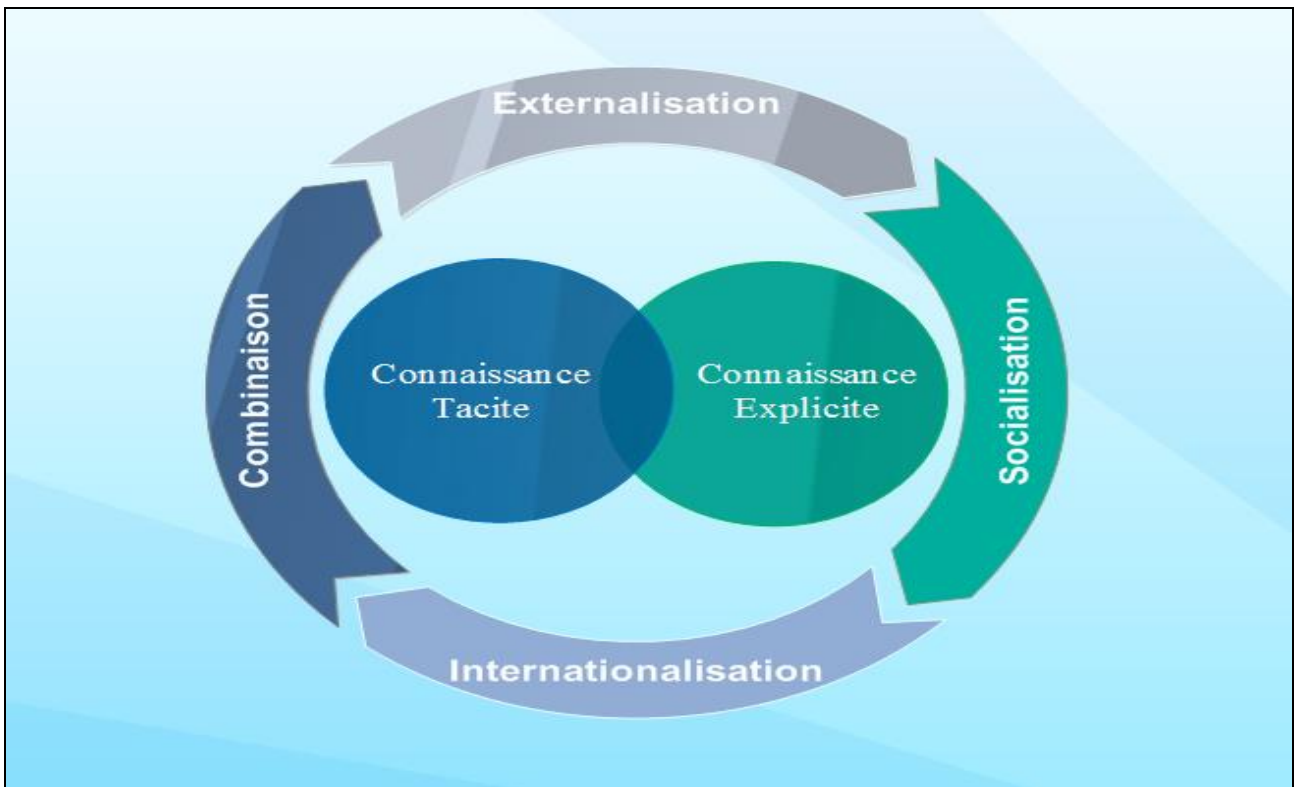 Externalisation
Combinaison
Connaissance
Tacite
Connaissance
Explicite
Socialisation
Internationalisation